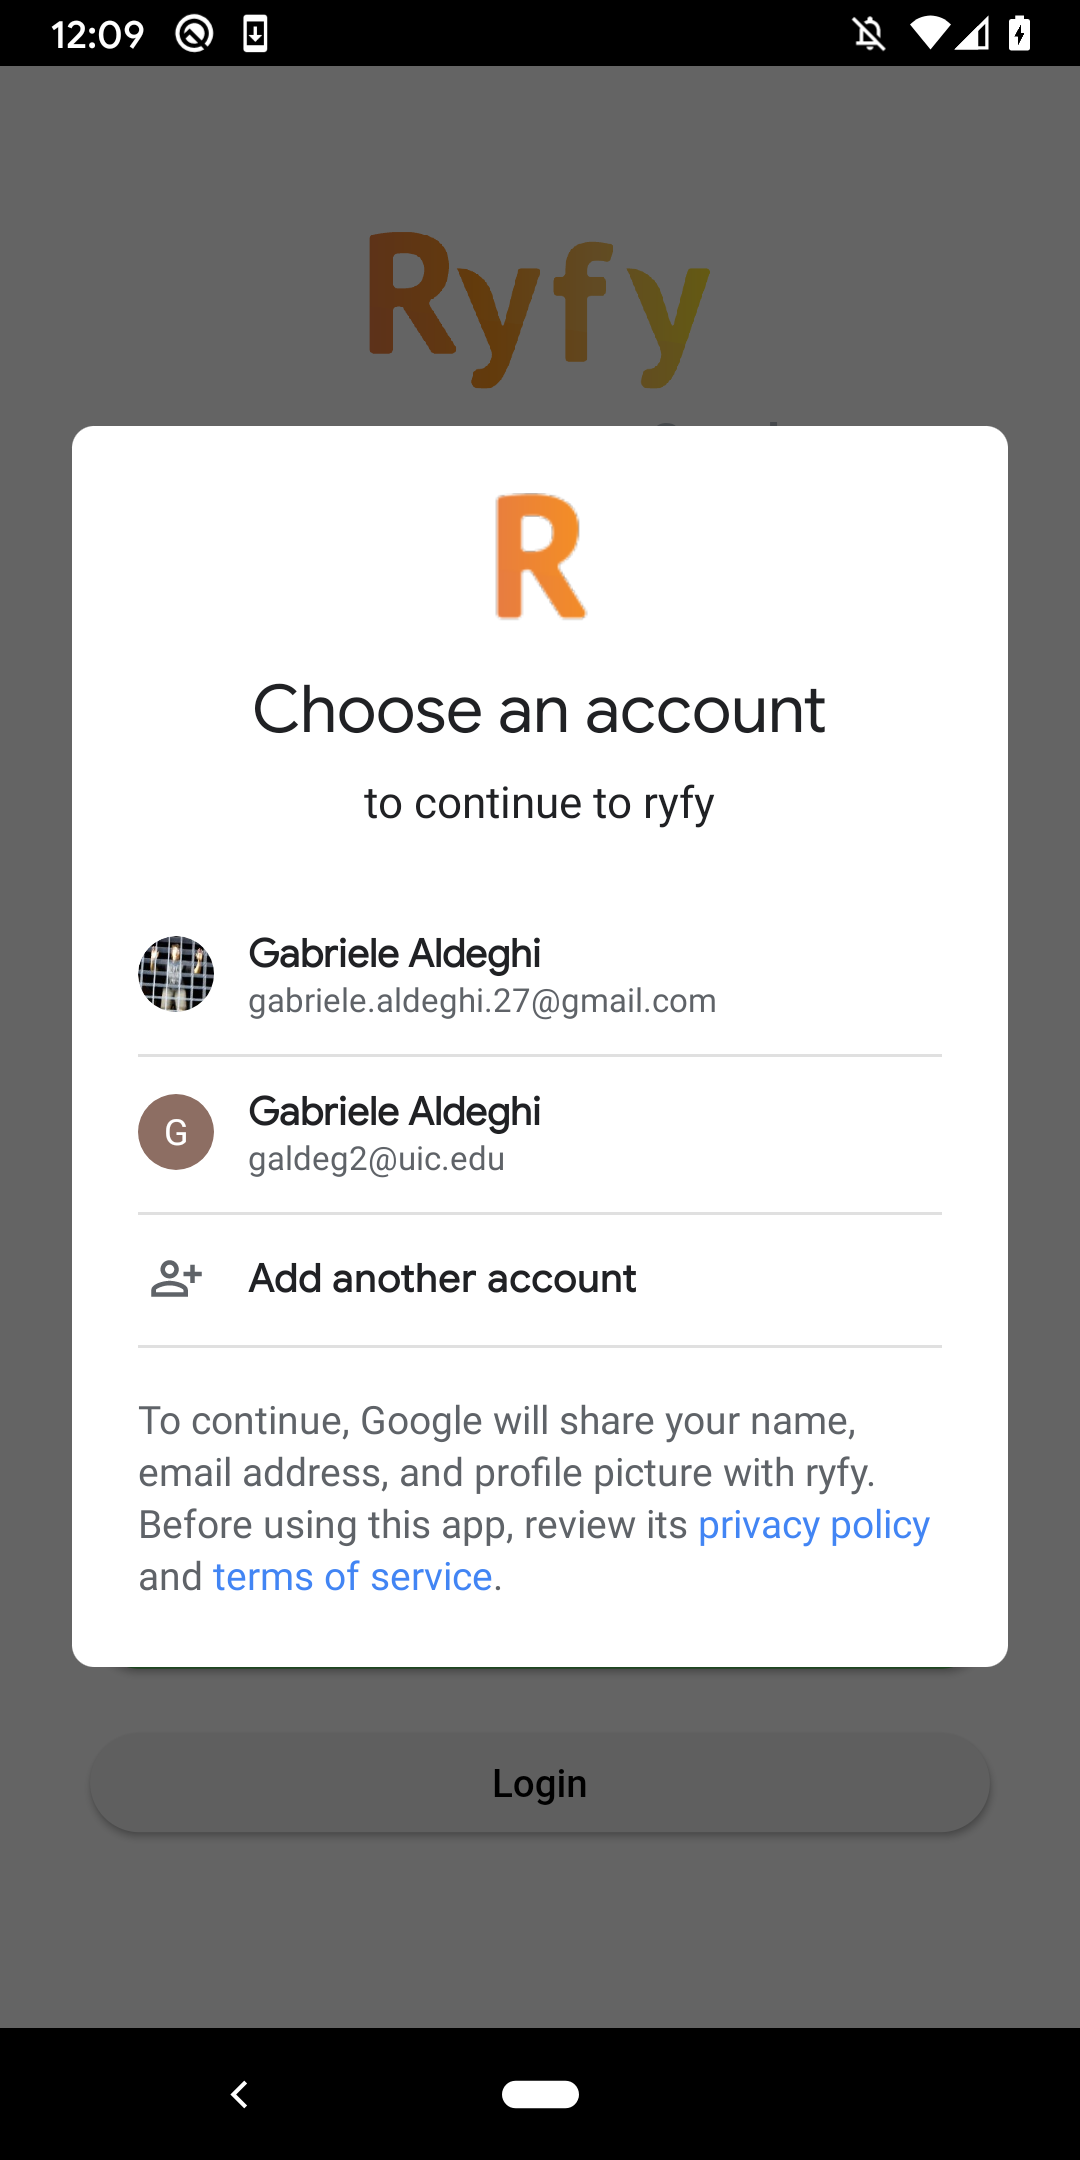 12:09
Ryfy
R
Choose an account
to continue to ryfy
Gabriele Aldeghi
gabriele.aldeghi.27@gmail.com
G
Gabriele Aldeghi
galdeg2@uic.edu
Add another account
To continue, Google will share your name,
email address, and profile picture with ryfy.
Before using this app, review its privacy policy
and terms of service.
Login